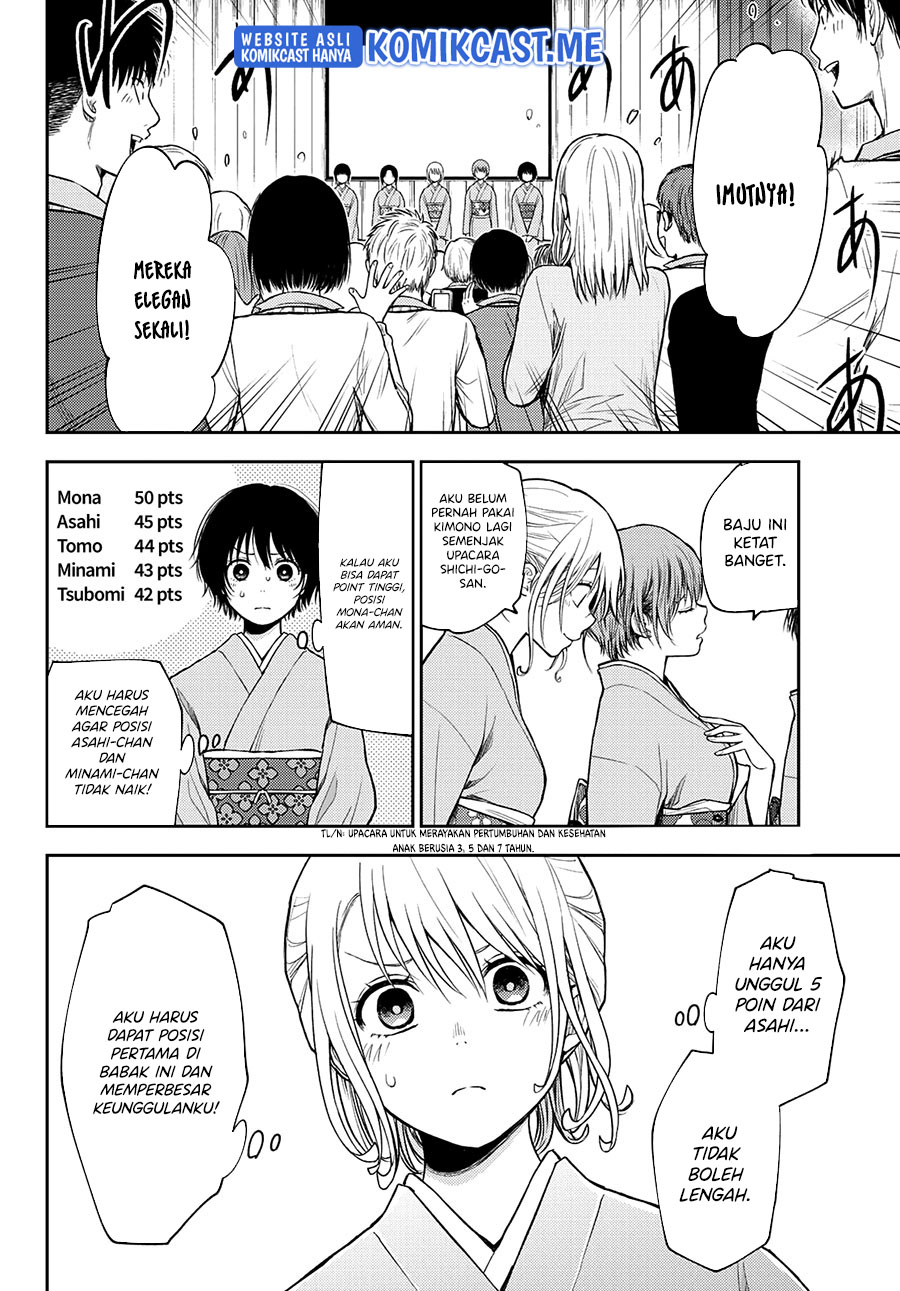 WEBSITE ASLI
KOMIKCAST HANYA
KOMIKCAST.ME
IMUTNYA!
MEREKA
ELEGAN
SEKALI!
わ
あ
あ
あ
あ
BAJU INI
KETAT
BANGET.
AKU BELUM
PERNAH PAKAI
KIMONO LAGI
SEMENJAK
UPACARA
SHICHI-GO-
SAN.
KALAU AKU
BISA DAPAT
POINT TINGGI,
POSISI
MONA-CHAN
AKAN AMAN.
Mona 50 pts
Asahi 45 pts
Tomo 44 pts
Minami 43 pts
Tsubomi 42 pts
AKU HARUS
MENCEGAH
AGAR POSISI
ASAHI-CHAN
DAN
MINAMI-CHAN
TIDAK NAIK!
TL/N: UPACARA UNTUK MERAYAKAN PERTUMBUHAN DAN KESEHATAN
ANAK BERUSIA 3, 5 DAN 7 TAHUN.
AKU
HANYA
UNGGUL 5
POIN DARI
ASAHI...
AKU
TIDAK
BOLEH
LENGAH.
AKU HARUS
DAPAT POSISI
PERTAMA DI
BABAK INI DAN
MEMPERBESAR
KEUNGGULANKU!